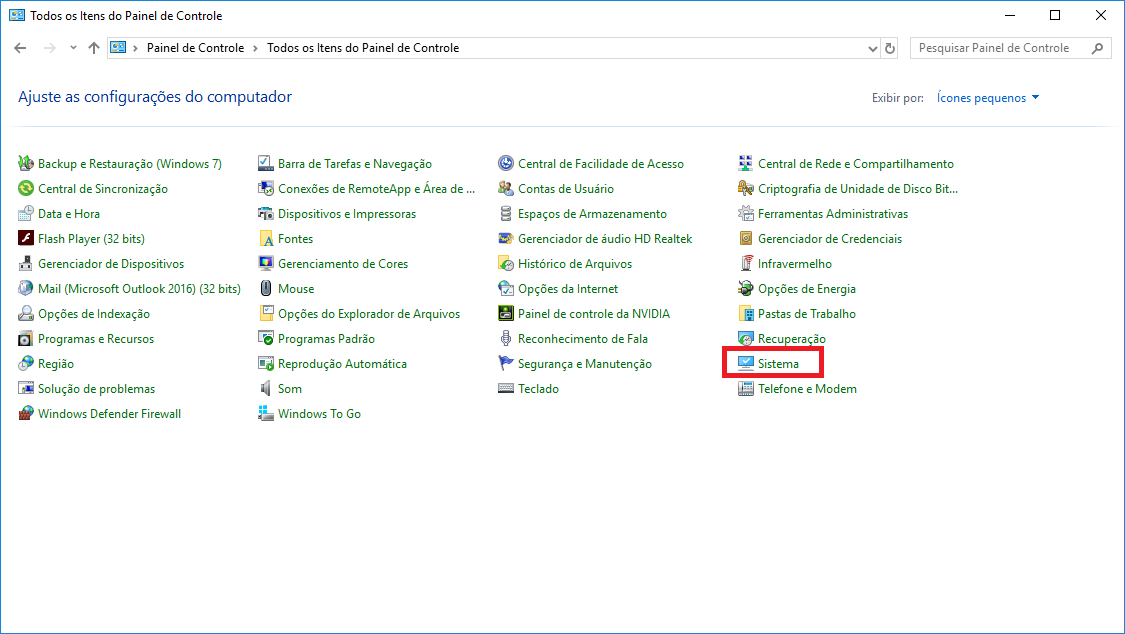 Todos os Itens do Painel de Controle
Painel de Controle > Todos os Itens do Painel de Controle
Pesquisar Painel de Controle
Ajuste as configurações do computador
Exibir por: Ícones pequenos
Backup e Restauração (Windows 7) Barra de Tarefas e Navegação Central de Facilidade de Acesso Central de Rede e Compartilhamento
Central de Sincronização Conexões de RemoteApp e Área de ... Contas de Usuário Criptografia de Unidade de Disco Bit...
Data e Hora Dispositivos e Impressoras Espaços de Armazenamento Ferramentas Administrativas
Flash Player (32 bits) Fontes Gerenciador de áudio HD Realtek Gerenciador de Credenciais
Gerenciador de Dispositivos Gerenciamento de Cores Histórico de Arquivos Infravermelho
Mail (Microsoft Outlook 2016) (32 bits) Mouse Opções da Internet Opções de Energia
Opções de Indexação Opções do Explorador de Arquivos Painel de controle da NVIDIA Pastas de Trabalho
Programas e Recursos Programas Padrão Reconhecimento de Fala Recuperação
Região Reprodução Automática Segurança e Manutenção Sistema
Solução de problemas Som Teclado Telefone e Modem
Windows Defender Firewall Windows To Go